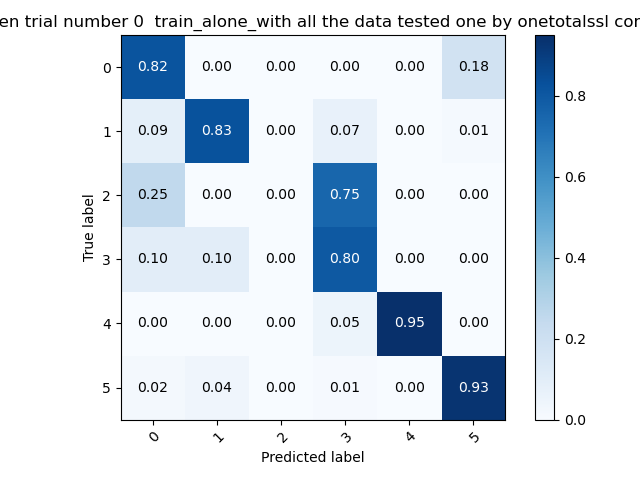 en trial number 0  train_alone_with all the data tested one by onetotalssl con
True label
0 0.82 0.00 0.00 0.00 0.00 0.18
1 0.09 0.83 0.00 0.07 0.00 0.01
2 0.25 0.00 0.00 0.75 0.00 0.00
3 0.10 0.10 0.00 0.80 0.00 0.00
4 0.00 0.00 0.00 0.05 0.95 0.00
5 0.02 0.04 0.00 0.01 0.00 0.93
0 1 2 3 4 5
Predicted label
0.8
0.6
0.4
0.2
0.0